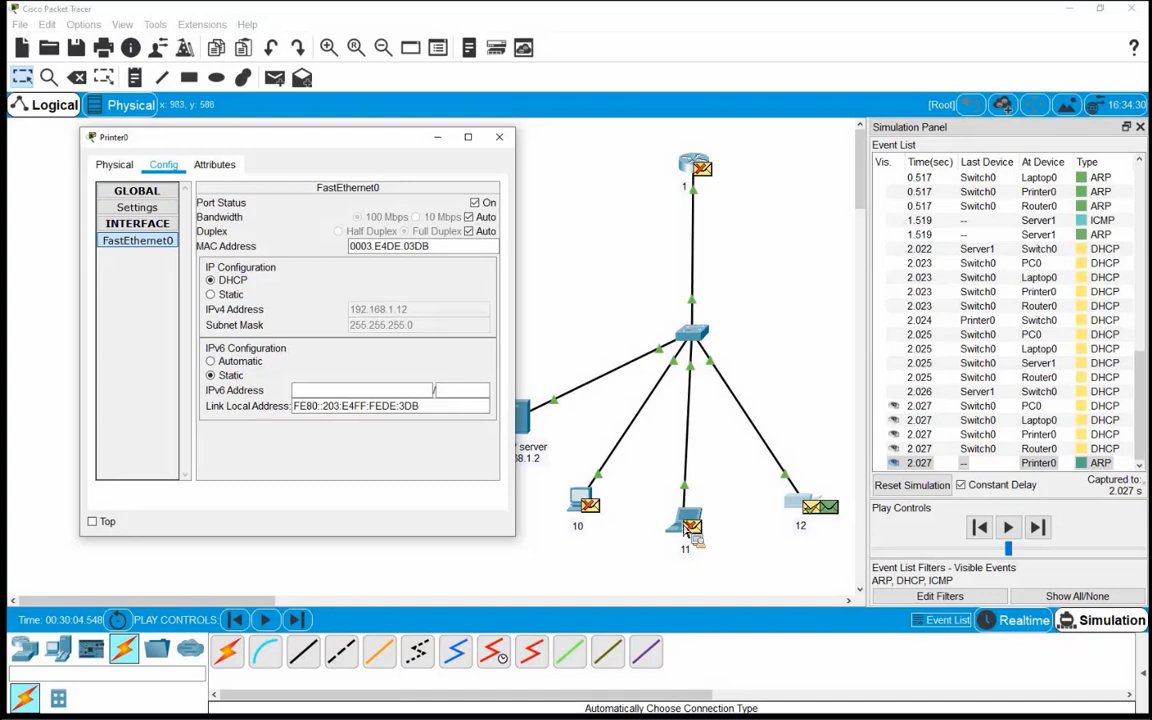 Cisco Packet Tracer
File Edit Options View Tools Extensions Help
?
Logical Physical x: 983, y: 586 [Root] 16:34:30
Printer0
Physical Config Attributes
GLOBAL
Settings
INTERFACE
FastEthernet0
FastEthernet0
Port Status On
Bandwidth 100 Mbps 10 Mbps Auto
Duplex Half Duplex Full Duplex Auto
MAC Address 0003.E4DE.03DB
IP Configuration
DHCP
Static
IPv4 Address 192.168.1.12
Subnet Mask 255.255.255.0
IPv6 Configuration
Automatic
Static
IPv6 Address /
Link Local Address: FE80::203:E4FF:FEDE:3DB
Top
1
server
68.1.2
10
11
12
Simulation Panel
Event List
Vis. Time(sec) Last Device At Device Type
0.517 Switch0 Laptop0 ARP
0.517 Switch0 Printer0 ARP
0.517 Switch0 Router0 ARP
1.519 -- Server1 ICMP
1.519 -- Server1 ARP
2.022 Server1 Switch0 DHCP
2.023 Switch0 PC0 DHCP
2.023 Switch0 Laptop0 DHCP
2.023 Switch0 Printer0 DHCP
2.023 Switch0 Router0 DHCP
2.024 Printer0 Switch0 DHCP
2.025 Switch0 PC0 DHCP
2.025 Switch0 Laptop0 DHCP
2.025 Switch0 Router0 DHCP
2.026 Server1 Switch0 DHCP
2.027 Switch0 PC0 DHCP
2.027 Switch0 Laptop0 DHCP
2.027 Switch0 Printer0 DHCP
2.027 Switch0 Router0 DHCP
2.027 -- Printer0 ARP
Reset Simulation Constant Delay Captured to:
2.027 s
Play Controls
Event List Filters - Visible Events
ARP, DHCP, ICMP
Edit Filters Show All/None
Time: 00:30:04.548 PLAY CONTROLS: Event List Realtime Simulation
Automatically Choose Connection Type